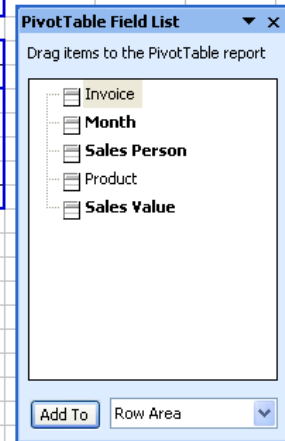 PivotTable Field List
Drag items to the PivotTable report
Invoice
Month
Sales Person
Product
Sales Value
Add To Row Area